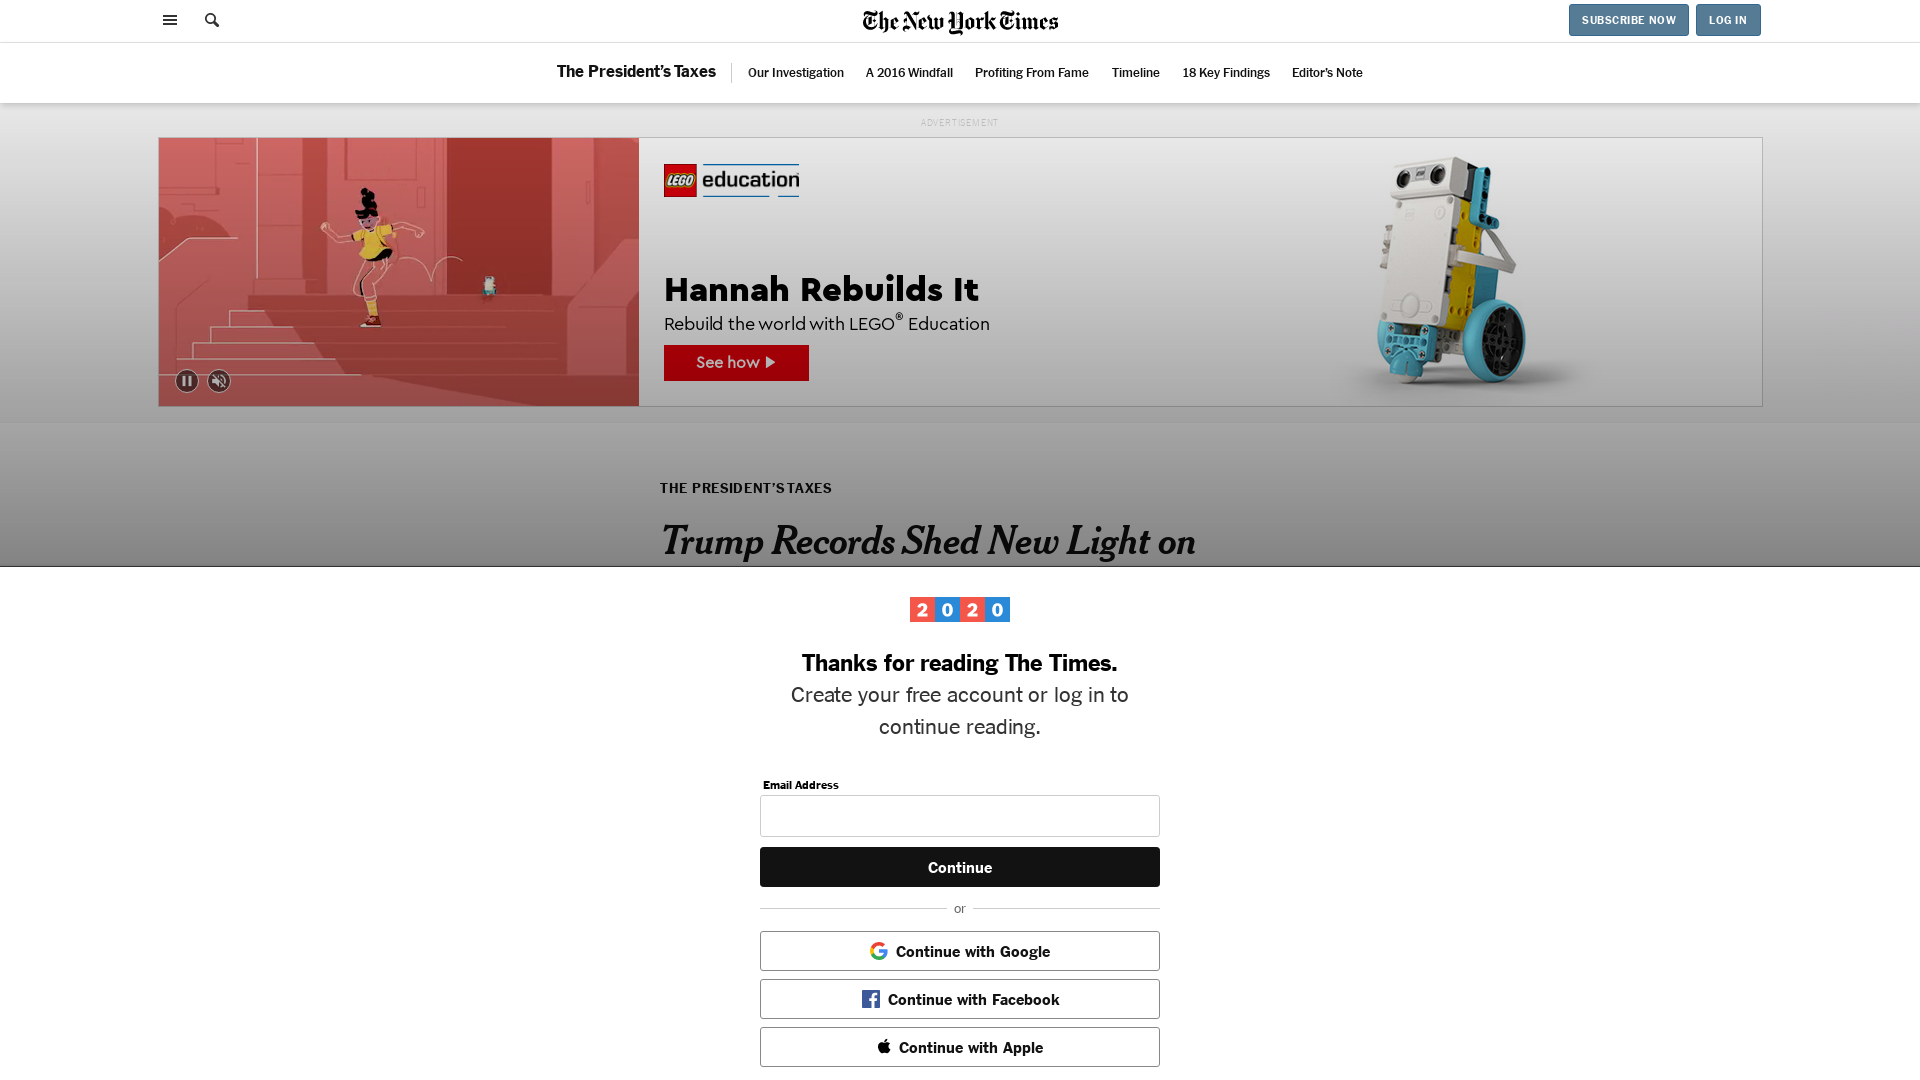 The New York Times
SUBSCRIBE NOW
LOG IN
The President's Taxes
Our Investigation
A 2016 Windfall
Profiting From Fame
Timeline
18 Key Findings
Editor's Note
ADVERTISEMENT
LEGO education
Hannah Rebuilds It
Rebuild the world with LEGO® Education
See how
THE PRESIDENT'S TAXES
Trump Records Shed New Light on
2020
Thanks for reading The Times.
Create your free account or log in to
continue reading.
Email Address
Continue
or
Continue with Google
Continue with Facebook
Continue with Apple